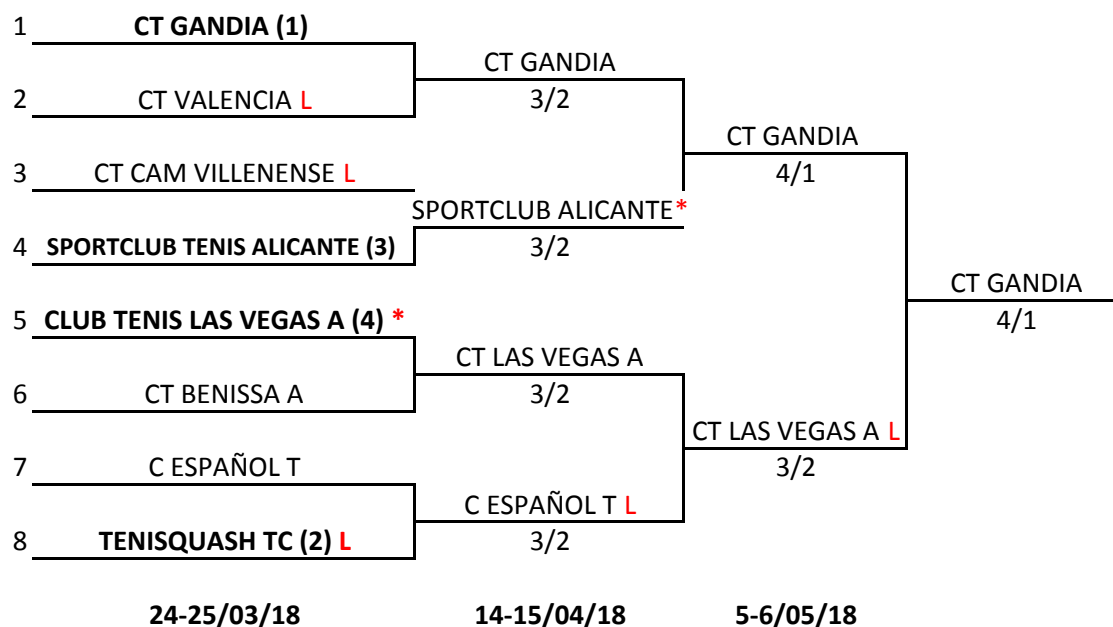 1 CT GANDIA (1)
CT GANDIA
2 CT VALENCIA L
3/2
CT GANDIA
3 CT CAM VILLENENSE L
4/1
SPORTCLUB ALICANTE*
4 SPORTCLUB TENIS ALICANTE (3)
3/2
CT GANDIA
5 CLUB TENIS LAS VEGAS A (4) *
4/1
CT LAS VEGAS A
6 CT BENISSA A
3/2
CT LAS VEGAS A L
7 C ESPAÑOL T
3/2
C ESPAÑOL T L
8 TENISQUASH TC (2) L
3/2
24-25/03/18 14-15/04/18 5-6/05/18